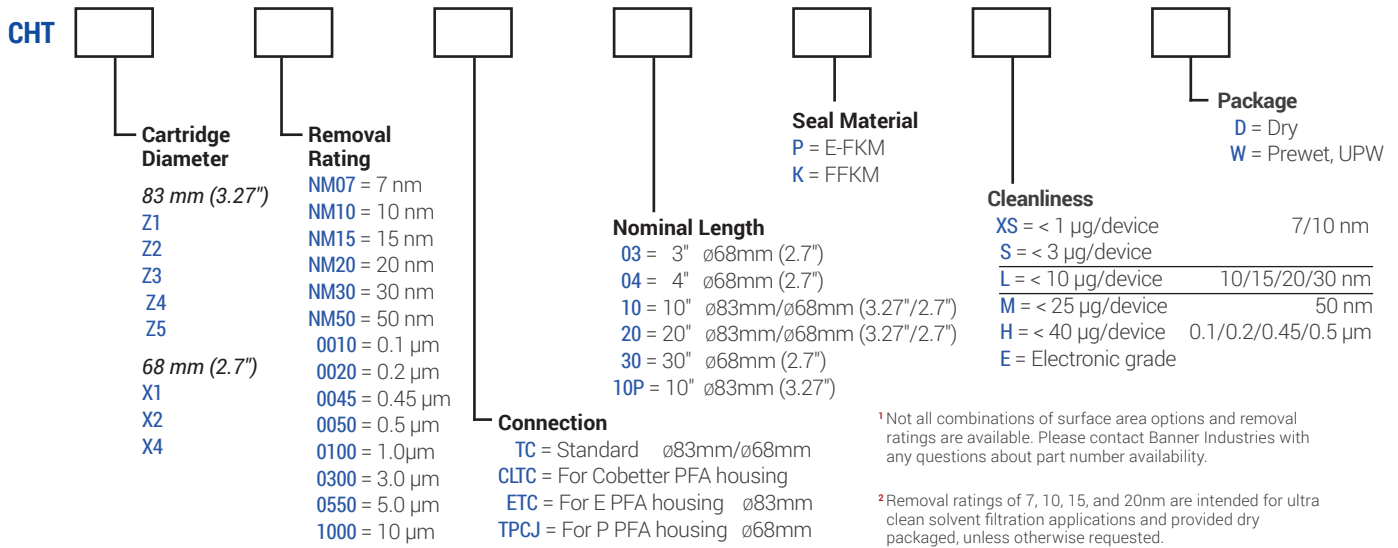 CHT
Cartridge
Diameter
83 mm (3.27")
Z1
Z2
Z3
Z4
Z5
68 mm (2.7")
X1
X2
X4
Removal
Rating
NM07 = 7 nm
NM10 = 10 nm
NM15 = 15 nm
NM20 = 20 nm
NM30 = 30 nm
NM50 = 50 nm
0010 = 0.1 µm
0020 = 0.2 µm
0045 = 0.45 µm
0050 = 0.5 µm
0100 = 1.0µm
0300 = 3.0 µm
0550 = 5.0 µm
1000 = 10 µm
Connection
TC = Standard ø83mm/ø68mm
CLTC = For Cobetter PFA housing
ETC = For E PFA housing ø83mm
TPCJ = For P PFA housing ø68mm
Nominal Length
03 = 3" ø68mm (2.7")
04 = 4" ø68mm (2.7")
10 = 10" ø83mm/ø68mm (3.27"/2.7")
20 = 20" ø83mm/ø68mm (3.27"/2.7")
30 = 30" ø68mm (2.7")
10P = 10" ø83mm (3.27")
Seal Material
P = E-FKM
K = FFKM
Cleanliness
XS = < 1 µg/device 7/10 nm
S = < 3 µg/device
L = < 10 µg/device 10/15/20/30 nm
M = < 25 µg/device 50 nm
H = < 40 µg/device 0.1/0.2/0.45/0.5 µm
E = Electronic grade
Package
D = Dry
W = Prewet, UPW
1 Not all combinations of surface area options and removal
ratings are available. Please contact Banner Industries with
any questions about part number availability.
2 Removal ratings of 7, 10, 15, and 20nm are intended for ultra
clean solvent filtration applications and provided dry
packaged, unless otherwise requested.